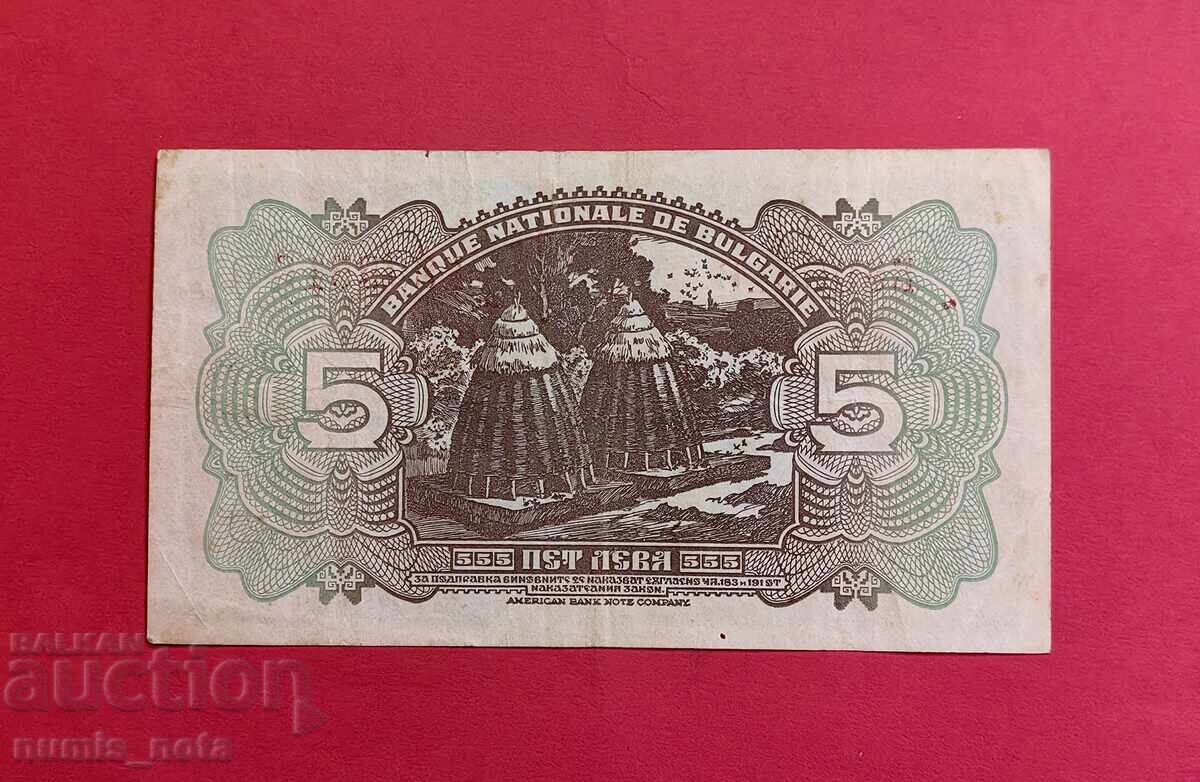 BANQUE NATIONALE DE BULGARIE
5 5
555 ПЕТ ЛЕВА 555
ЗА ПОДПРАВКА ВИНОВНИТѢ СЕ НАКАЗВАТ СЪГЛАСНО ЧЛ. 183 И 191 ОТ
НАКАЗАТЕЛНИЯ ЗАКОН.
AMERICAN BANK NOTE COMPANY.
BALKAN
auction
numis_nota